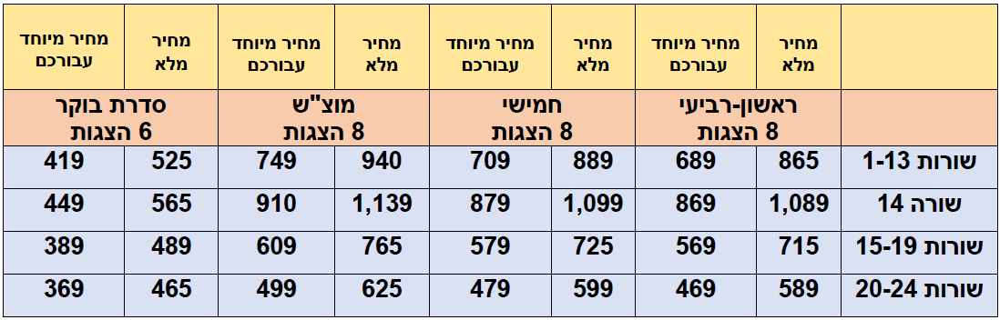 מחיר מלא מחיר מיוחד עבורכם מחיר מלא מחיר מיוחד עבורכם מחיר מלא מחיר מיוחד עבורכם מחיר מלא מחיר מיוחד עבורכם
ראשון-רביעי 8 הצגות חמישי 8 הצגות מוצ"ש 8 הצגות סדרת בוקר 6 הצגות
שורות 1-13 865 689 889 709 940 749 525 419
שורה 14 1,089 869 1,099 879 1,139 910 565 449
שורות 15-19 715 569 725 579 765 609 489 389
שורות 20-24 589 469 599 479 625 499 465 369